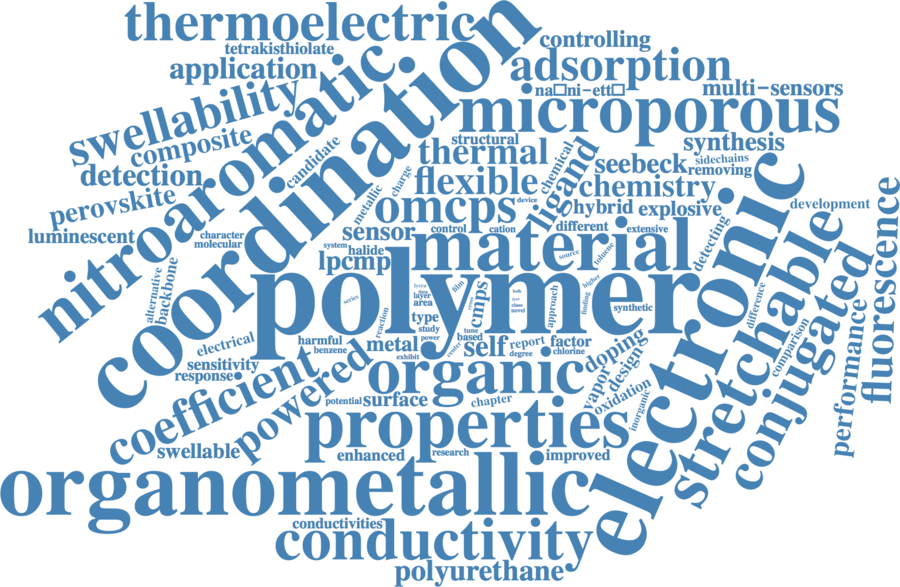 thermoelectric
tetrakisthiolate
application
controlling
adsorption
na□ni-ett□
multi-sensors
coordination
nitroaromatic
swellability
composite
detection
candidate
microporous
structural
synthesis
thermal
seebeck
sidechains
removing
perovskite
flexible
chemical
ligand
chemistry
device
metallic
charge
omcps
hybrid
explosive
development
luminescent
character
molecular
sensor
control
cation
different
extensive
detecting
electronic
system
halide
lpcmp
material
source
toluene
fluorescence
alternative
backbone
polymer
layer
area
film
cmps
bulk
class
novel
approach
higher
finding
synthetic
difference
stretchable
conjugated
series
reaction
type
study
power
tune
based
electrical
sensitivity
response
harmful
benzene
metal
exhibit
center
self
report
degree
factor
chlorine
doping
comparison
performance
coefficient
powered
organic
vapor
design
oxidation
inorganic
potential
surface
chapter
swellable
properties
enhanced
research
improved
organometallic
conductivities
conductivity
polyurethane